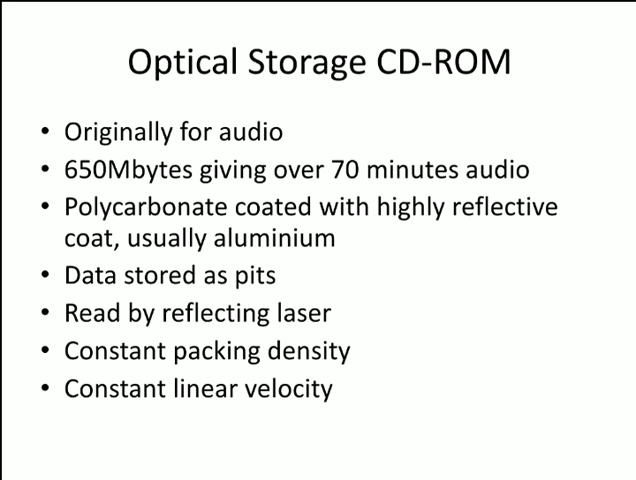 Optical Storage CD-ROM
• Originally for audio
• 650Mbytes giving over 70 minutes audio
• Polycarbonate coated with highly reflective
coat, usually aluminium
• Data stored as pits
• Read by reflecting laser
• Constant packing density
• Constant linear velocity